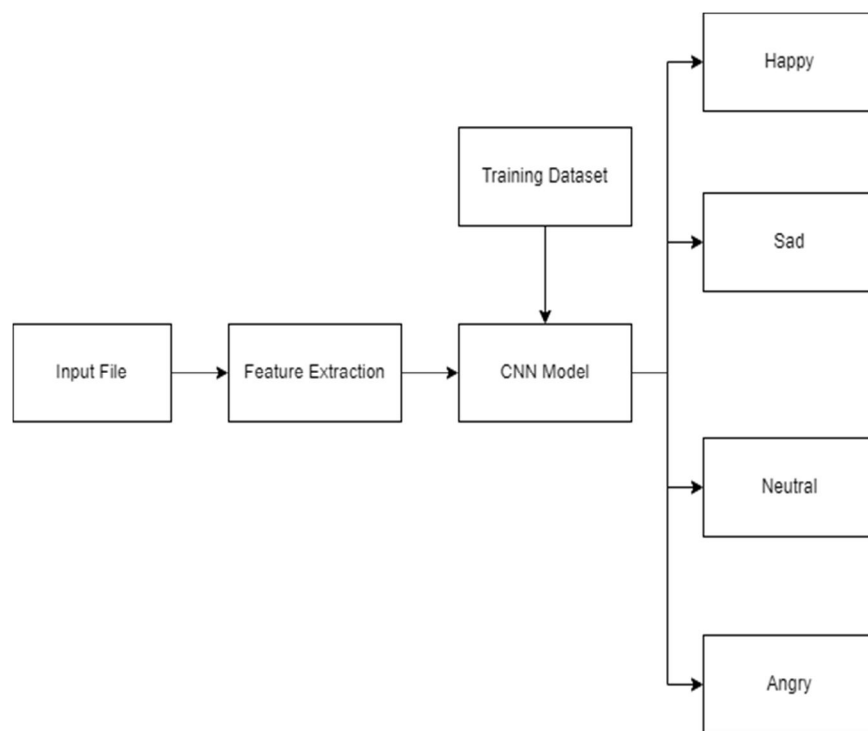 Happy
Training Dataset
Sad
Input File
Feature Extraction
CNN Model
Neutral
Angry